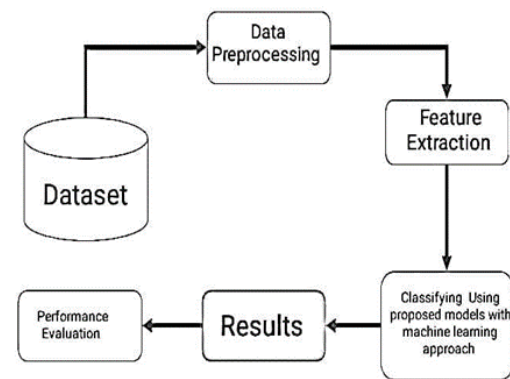 Data
Preprocessing
Feature
Extraction
Dataset
Classifying Using
proposed models with
machine learning
approach
Results
Performance
Evaluation